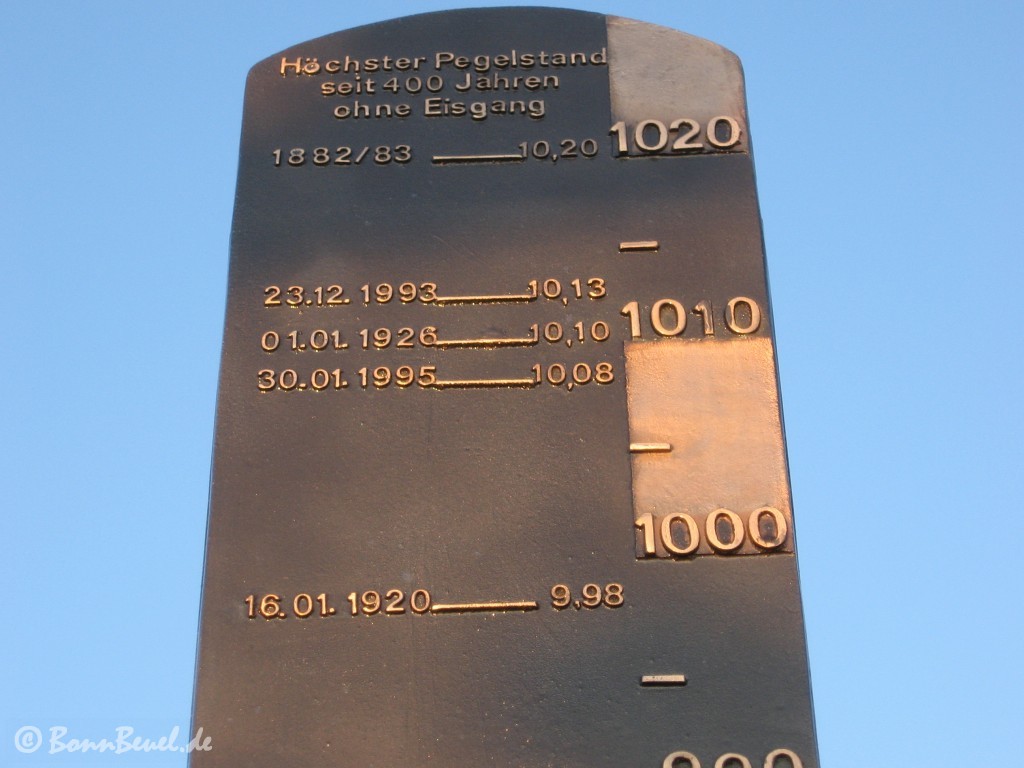 Höchster Pegelstand
seit 400 Jahren
ohne Eisgang
1882/83 10,20 1020
23.12.1993 10,13
1010
01.01.1926 10,10
30.01.1995 10,08
1000
16.01.1920 9,98
© BonnBeuel.de